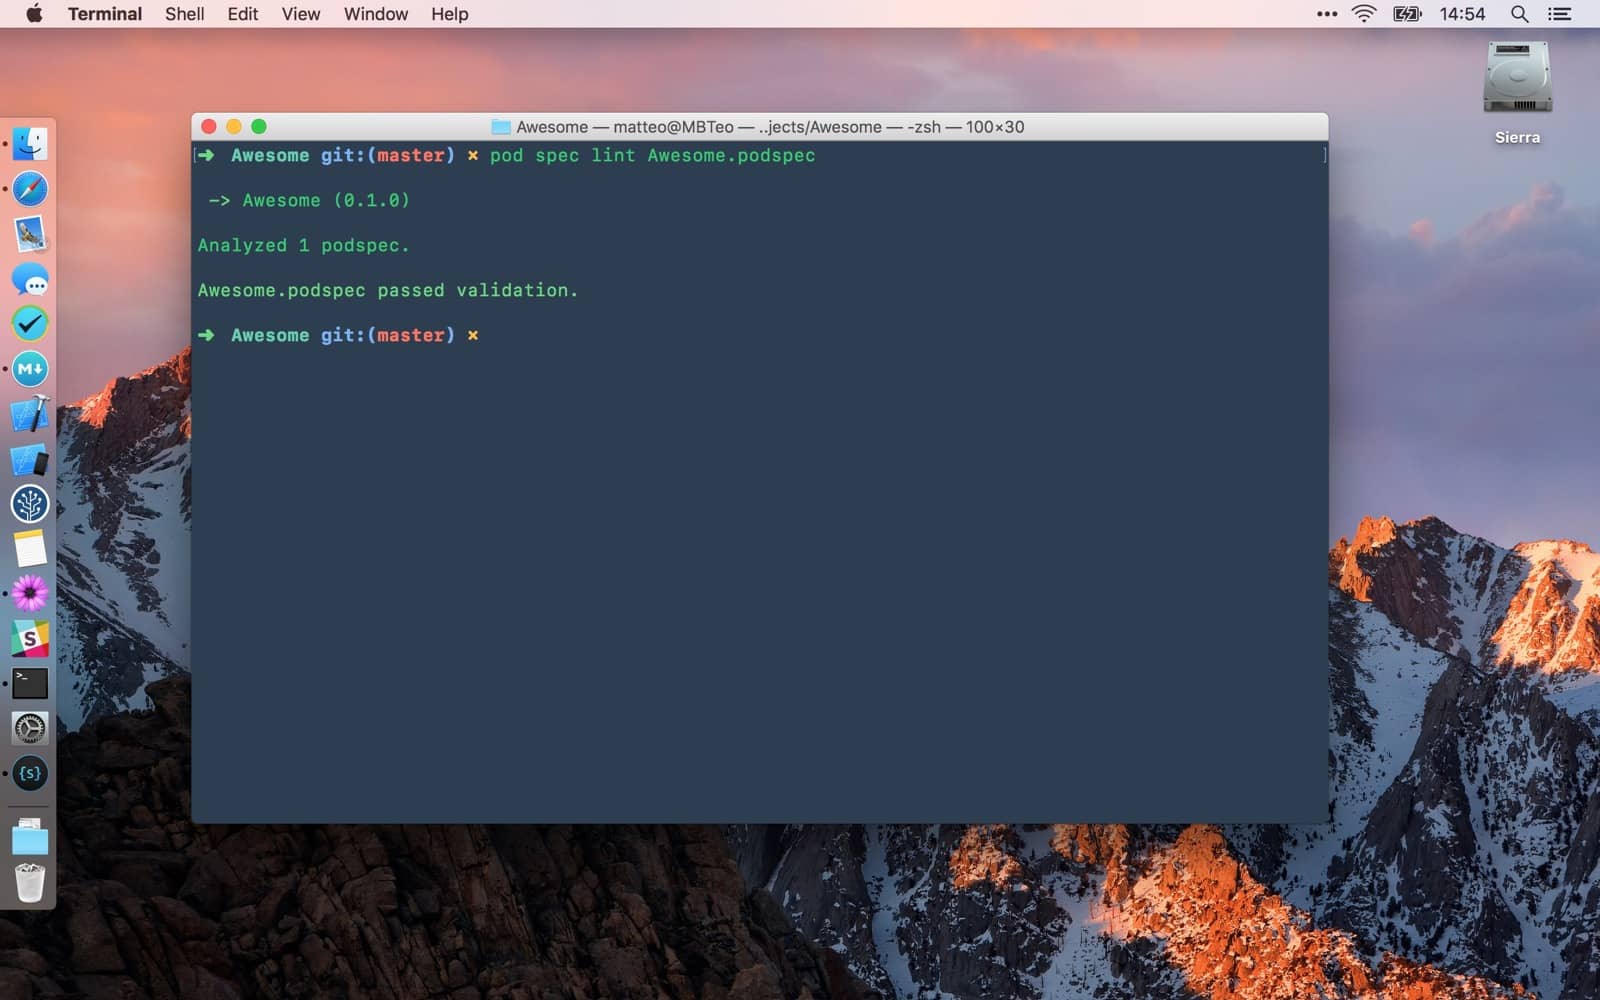 Terminal Shell Edit View Window Help 14:54
Sierra
Awesome — matteo@MBTeo — ..jects/Awesome — -zsh — 100×30
[➜ Awesome git:(master) ✗ pod spec lint Awesome.podspec ]
-> Awesome (0.1.0)
Analyzed 1 podspec.
Awesome.podspec passed validation.
➜ Awesome git:(master) ✗
M↓
S
>_
{s}